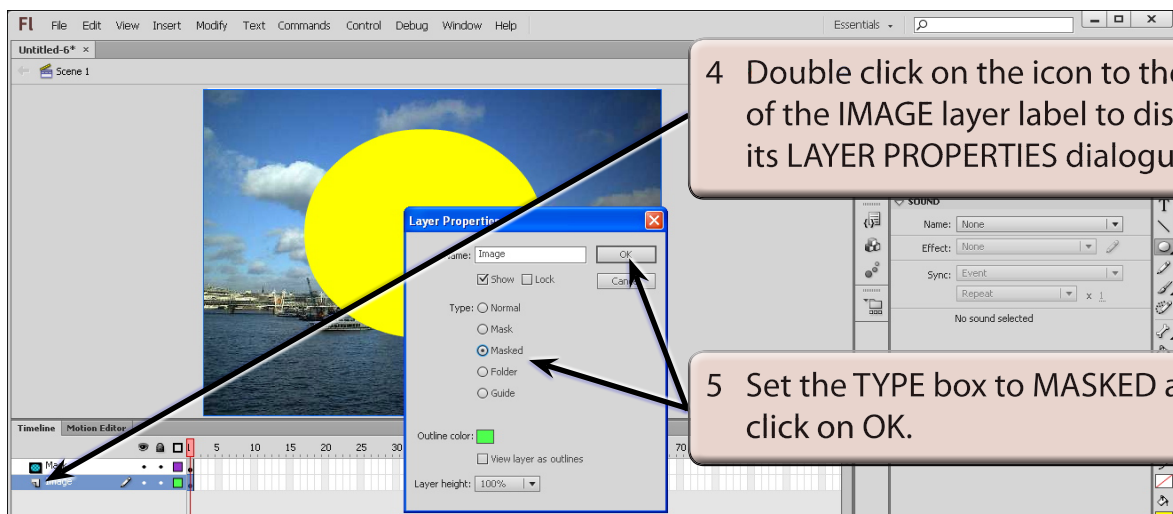 Fl File Edit View Insert Modify Text Commands Control Debug Window Help Essentials
Untitled-6* ×
Scene 1
4 Double click on the icon to the
of the IMAGE layer label to dis
its LAYER PROPERTIES dialogu
SOUND
Name: None
Effect: None
Sync: Event
Repeat x 1
No sound selected
Layer Properties
Name: Image OK
Show Lock Cancel
Type: Normal
Mask
Masked
Folder
Guide
Outline color:
View layer as outlines
Layer height: 100%
5 Set the TYPE box to MASKED a
click on OK.
Timeline Motion Editor
1 5 10 15 20 25 30 70
Mask
Image